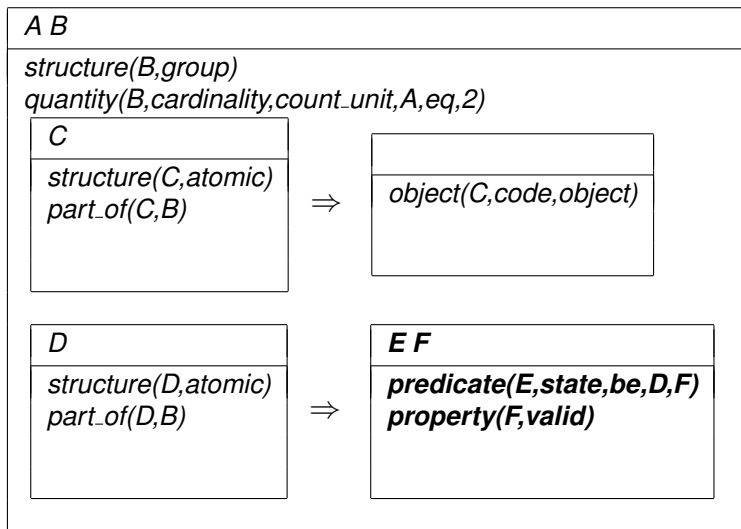 A B
structure(B,group)
quantity(B,cardinality,count_unit,A,eq,2)
C
structure(C,atomic)
part_of(C,B)
⇒
object(C,code,object)
D
structure(D,atomic)
part_of(D,B)
⇒
E F
predicate(E,state,be,D,F)
property(F,valid)